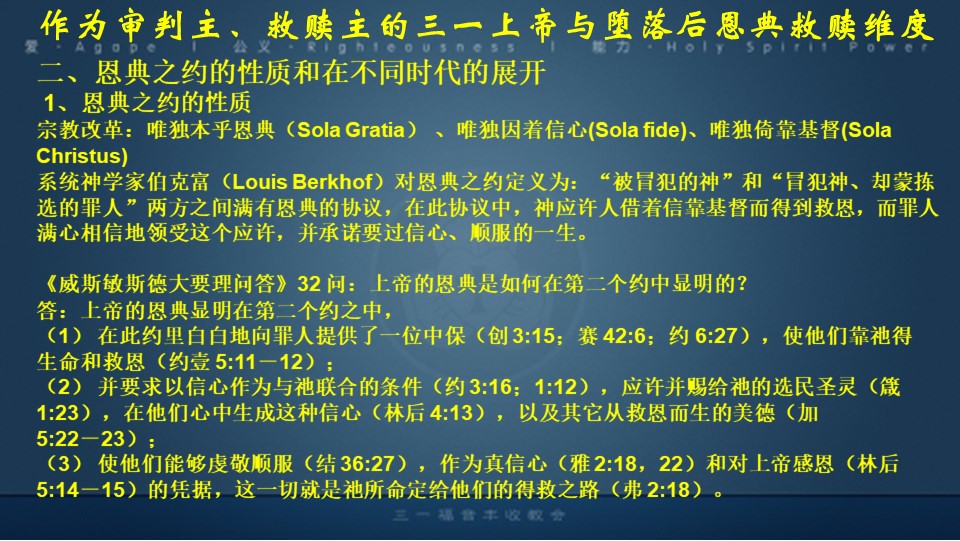 作为审判主、救赎主的三一上帝与堕落后恩典救赎维度
爱·Agape | 公义·Righteousness | 能力·Holy Spirit Power
二、恩典之约的性质和在不同时代的展开
1、恩典之约的性质
宗教改革：唯独本乎恩典（Sola Gratia） 、唯独因着信心(Sola fide)、唯独倚靠基督(Sola
Christus)
系统神学家伯克富（Louis Berkhof）对恩典之约定义为：“被冒犯的神”和“冒犯神、却蒙拣
选的罪人”两方之间满有恩典的协议，在此协议中，神应许人借着信靠基督而得到救恩，而罪人
满心相信地领受这个应许，并承诺要过信心、顺服的一生。
《威斯敏斯德大要理问答》32 问：上帝的恩典是如何在第二个约中显明的？
答：上帝的恩典显明在第二个约之中，
（1） 在此约里白白地向罪人提供了一位中保（创 3:15；赛 42:6；约 6:27），使他们靠祂得
生命和救恩（约壹 5:11－12）；
（2） 并要求以信心作为与祂联合的条件（约 3:16；1:12），应许并赐给祂的选民圣灵（箴
1:23），在他们心中生成这种信心（林后 4:13），以及其它从救恩而生的美德（加
5:22－23）；
（3） 使他们能够虔敬顺服（结 36:27），作为真信心（雅 2:18，22）和对上帝感恩（林后
5:14－15）的凭据，这一切就是祂所命定给他们的得救之路（弗 2:18）。
三一福音丰收教会